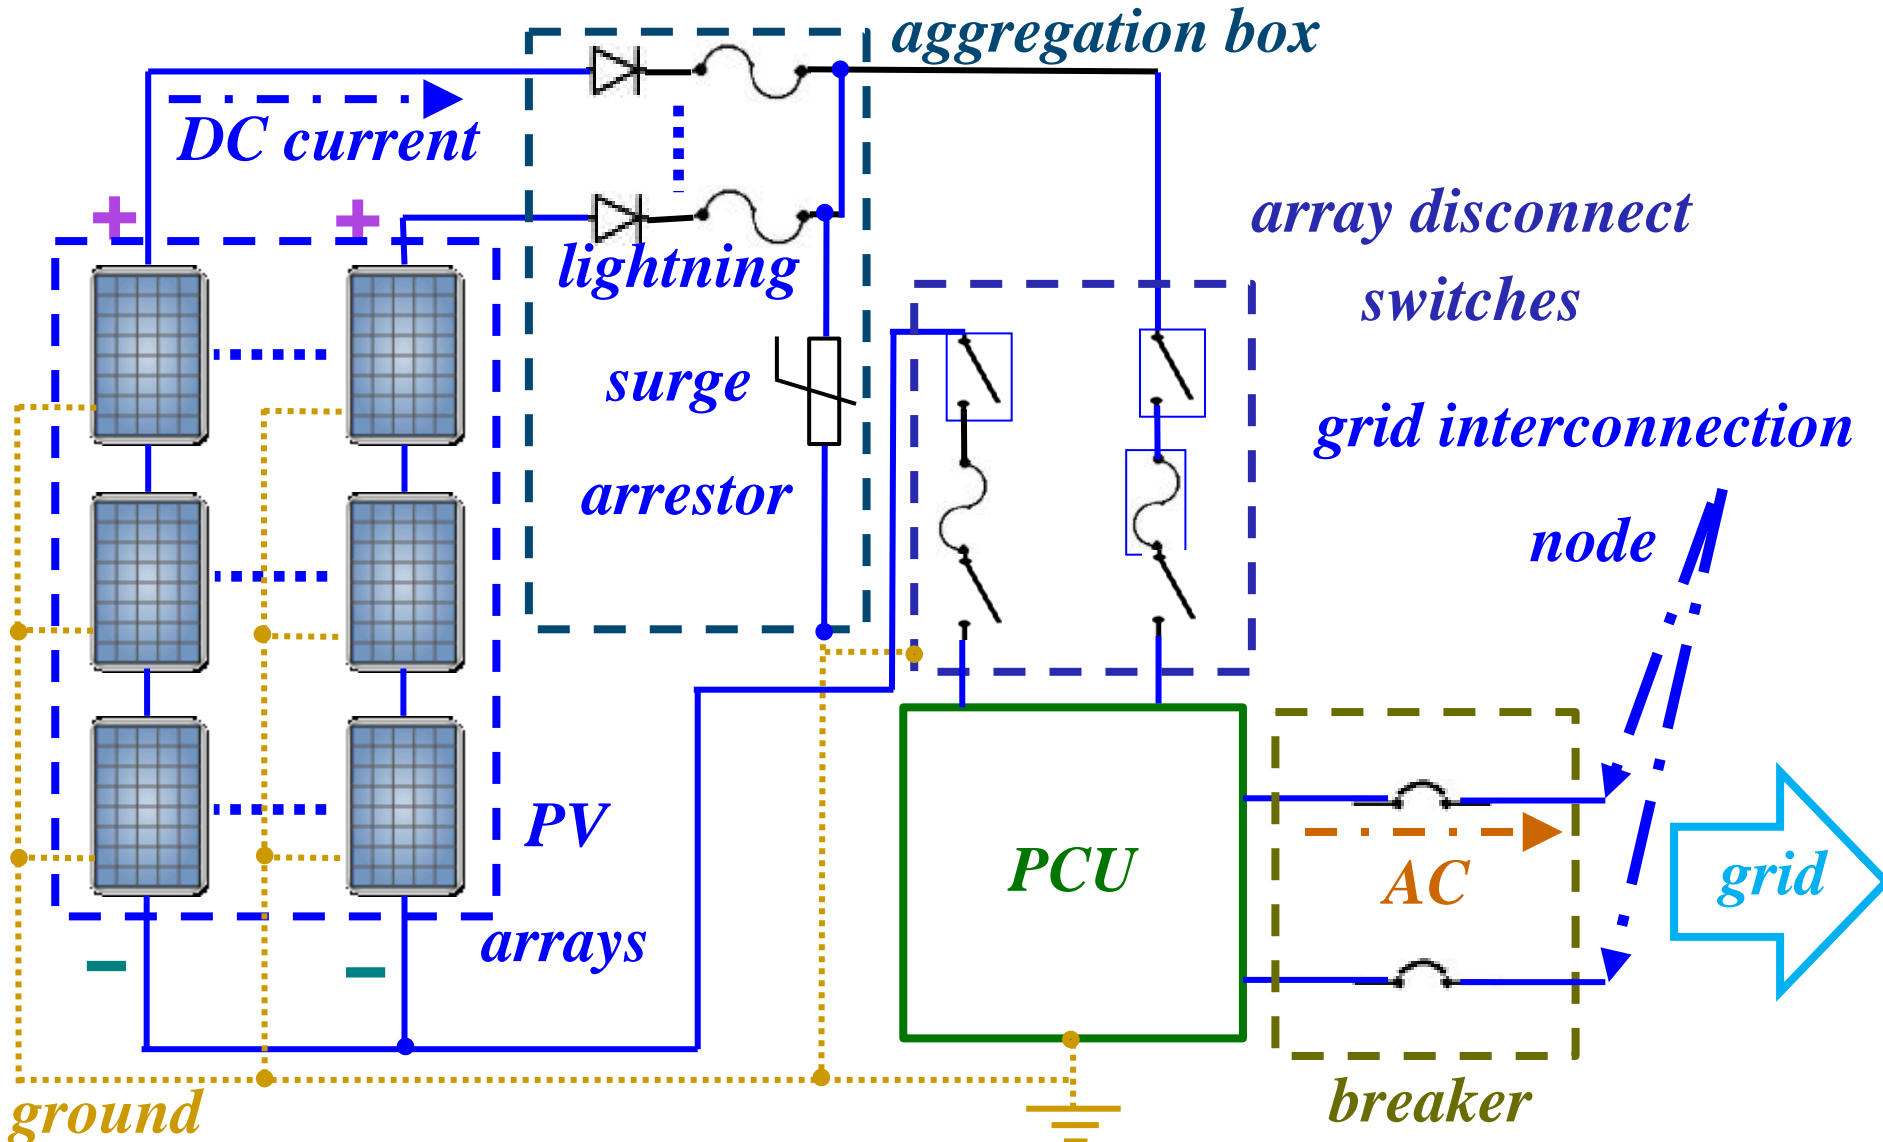 aggregation box
DC current
+
+
array disconnect
switches
lightning
surge
arrestor
grid interconnection
node
PV
arrays
PCU
AC
grid
−
−
ground
breaker